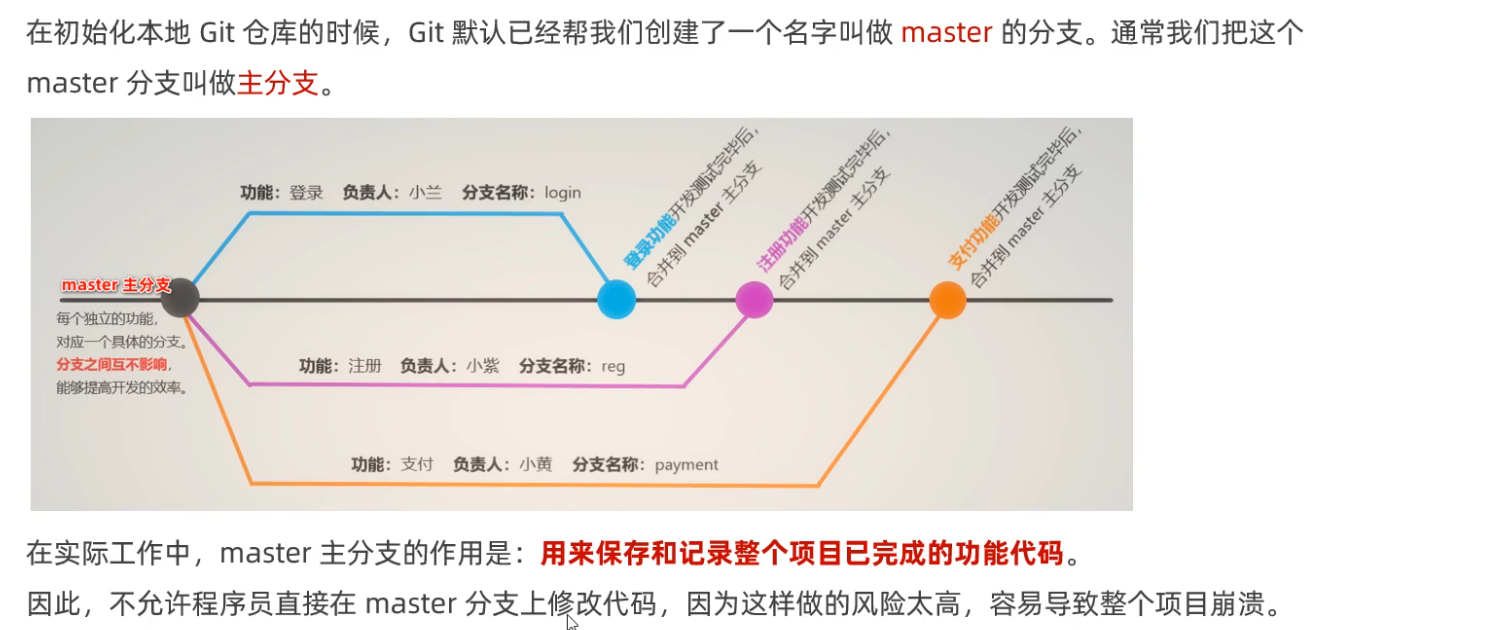 在初始化本地 Git 仓库的时候，Git 默认已经帮我们创建了一个名字叫做 master 的分支。通常我们把这个
master 分支叫做主分支。
功能：登录 负责人：小兰 分支名称：login
登录功能开发测试完毕后，
合并到 master 主分支
注册功能开发测试完毕后，
合并到 master 主分支
支付功能开发测试完毕后，
合并到 master 主分支
master 主分支
每个独立的功能，
对应一个具体的分支。
分支之间互不影响，
能够提高开发的效率。
功能：注册 负责人：小紫 分支名称：reg
功能：支付 负责人：小黄 分支名称：payment
在实际工作中，master 主分支的作用是：用来保存和记录整个项目已完成的功能代码。
因此，不允许程序员直接在 master 分支上修改代码，因为这样做的风险太高，容易导致整个项目崩溃。